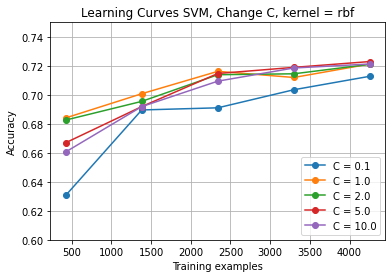 Learning Curves SVM, Change C, kernel = rbf
Accuracy
0.74
0.72
0.70
0.68
0.66
0.64
0.62
0.60
C = 0.1
C = 1.0
C = 2.0
C = 5.0
C = 10.0
500 1000 1500 2000 2500 3000 3500 4000
Training examples